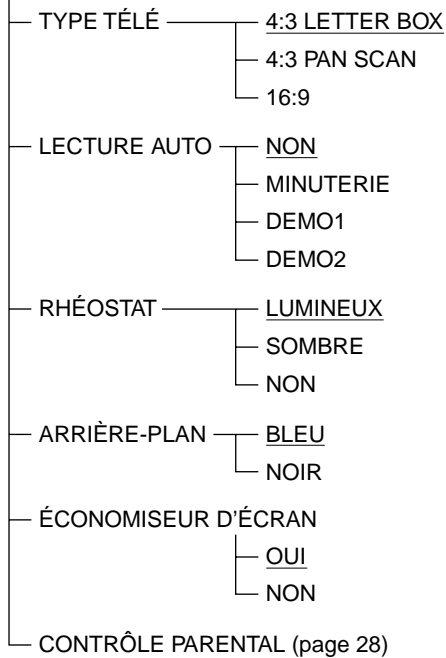 TYPE TÉLÉ 4:3 LETTER BOX
4:3 PAN SCAN
16:9
LECTURE AUTO NON
MINUTERIE
DEMO1
DEMO2
RHÉOSTAT LUMINEUX
SOMBRE
NON
ARRIÈRE-PLAN BLEU
NOIR
ÉCONOMISEUR D'ÉCRAN
OUI
NON
CONTRÔLE PARENTAL (page 28)